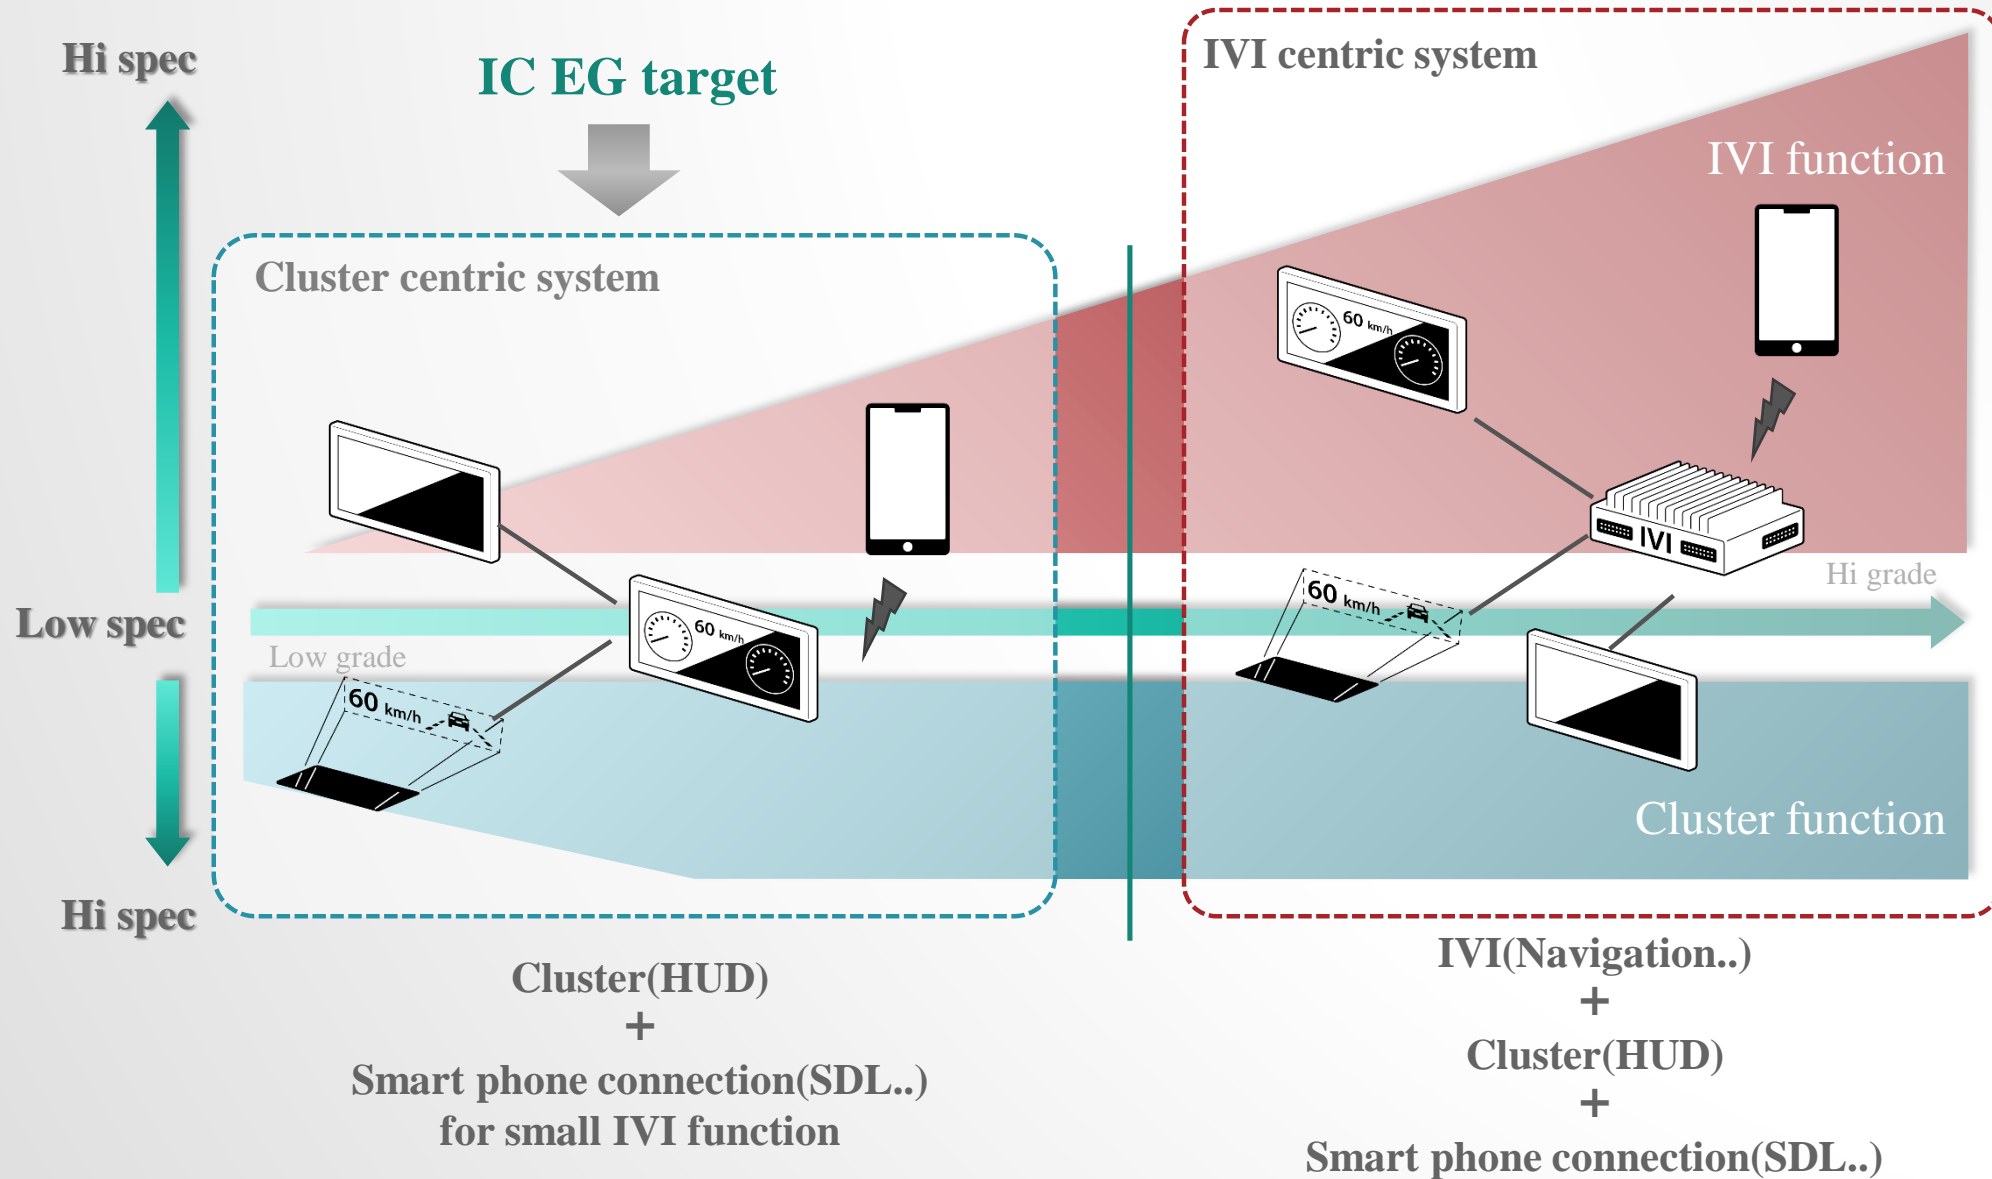 Hi spec
IC EG target
IVI centric system
IVI function
Cluster centric system
60 km/h
IVI
Hi grade
60 km/h
Low spec
60 km/h
Low grade
60 km/h
Cluster function
Hi spec
Cluster(HUD)
+
Smart phone connection(SDL..)
for small IVI function
IVI(Navigation..)
+
Cluster(HUD)
+
Smart phone connection(SDL..)